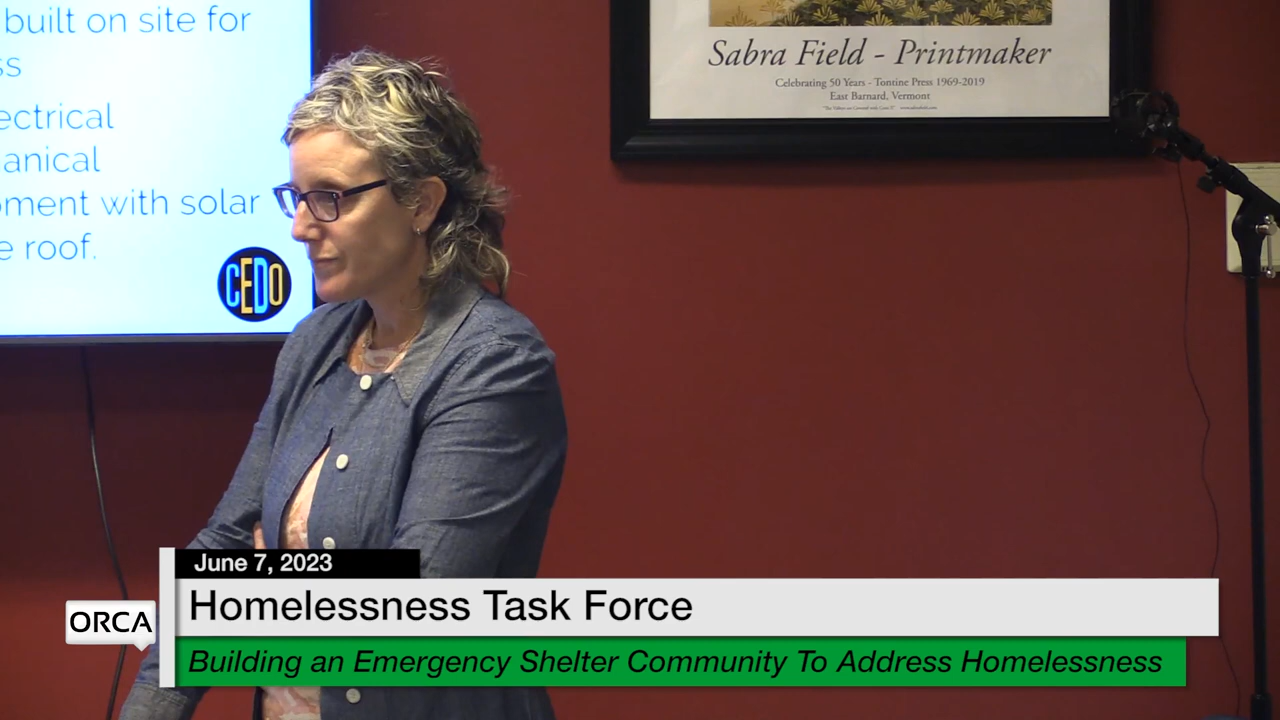 built on site for
ss
ectrical
anical
oment with solar
e roof.
CEDO
Sabra Field - Printmaker
Celebrating 50 Years - Tontine Press 1969-2019
East Barnard, Vermont
June 7, 2023
ORCA
Homelessness Task Force
Building an Emergency Shelter Community To Address Homelessness